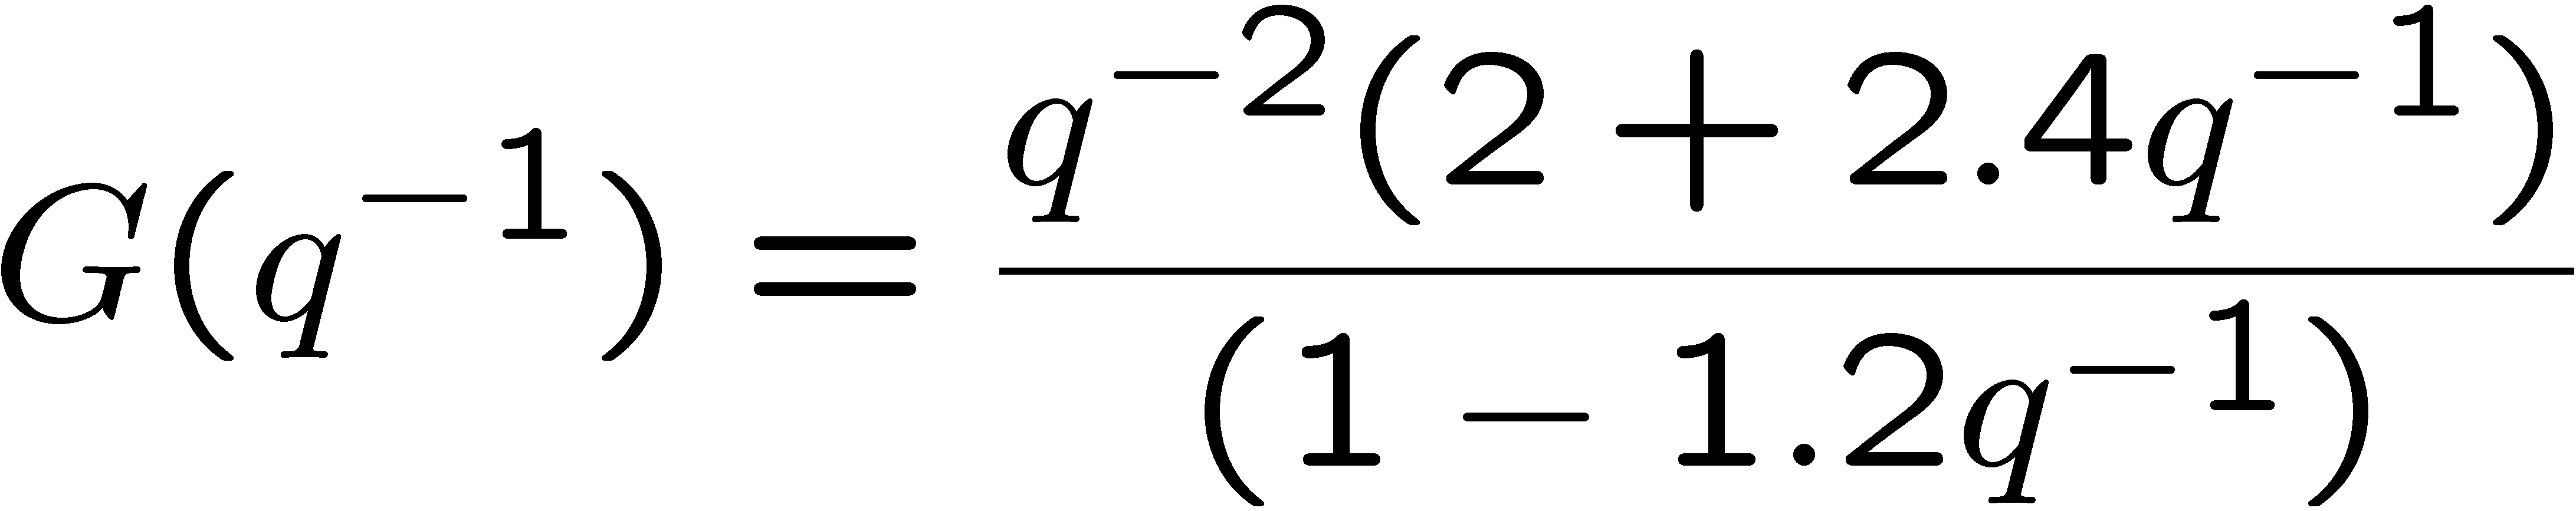 G(q^{-1}) = \frac{q^{-2}(2 + 2.4q^{-1})}{(1 - 1.2q^{-1})}